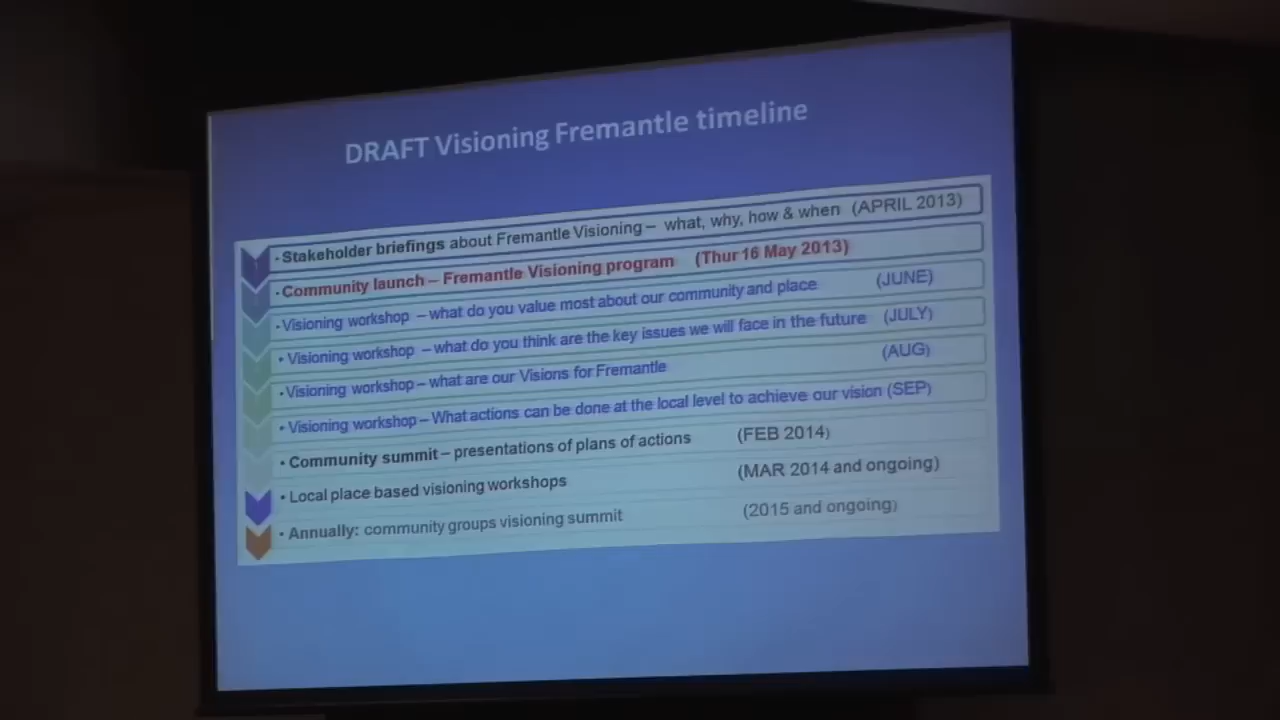 DRAFT Visioning Fremantle timeline
· Stakeholder briefings about Fremantle Visioning – what, why, how & when (APRIL 2013)
· Community launch – Fremantle Visioning program (Thur 16 May 2013)
· Visioning workshop – what do you value most about our community and place (JUNE)
• Visioning workshop – what do you think are the key issues we will face in the future (JULY)
· Visioning workshop – what are our Visions for Fremantle (AUG)
• Visioning workshop – What actions can be done at the local level to achieve our vision (SEP)
• Community summit – presentations of plans of actions (FEB 2014)
• Local place based visioning workshops (MAR 2014 and ongoing)
• Annually: community groups visioning summit (2015 and ongoing)